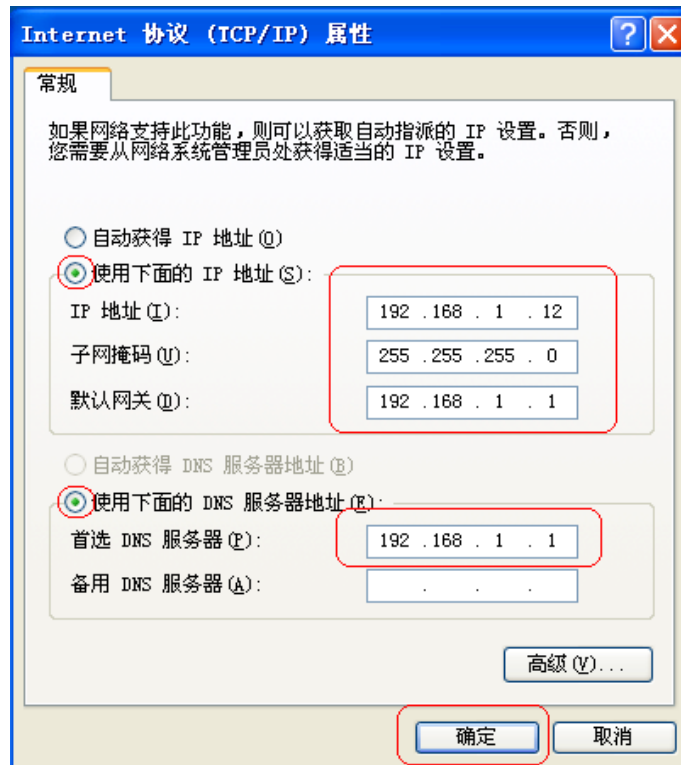 Internet 协议 (TCP/IP) 属性
常规
如果网络支持此功能，则可以获取自动指派的 IP 设置。否则，
您需要从网络系统管理员处获得适当的 IP 设置。
自动获得 IP 地址(O)
使用下面的 IP 地址(S):
IP 地址(I): 192 .168 . 1 . 12
子网掩码(U): 255 .255 .255 . 0
默认网关(D): 192 .168 . 1 . 1
自动获得 DNS 服务器地址(B)
使用下面的 DNS 服务器地址(E):
首选 DNS 服务器(P): 192 .168 . 1 . 1
备用 DNS 服务器(A): . . .
高级(V)...
确定 取消